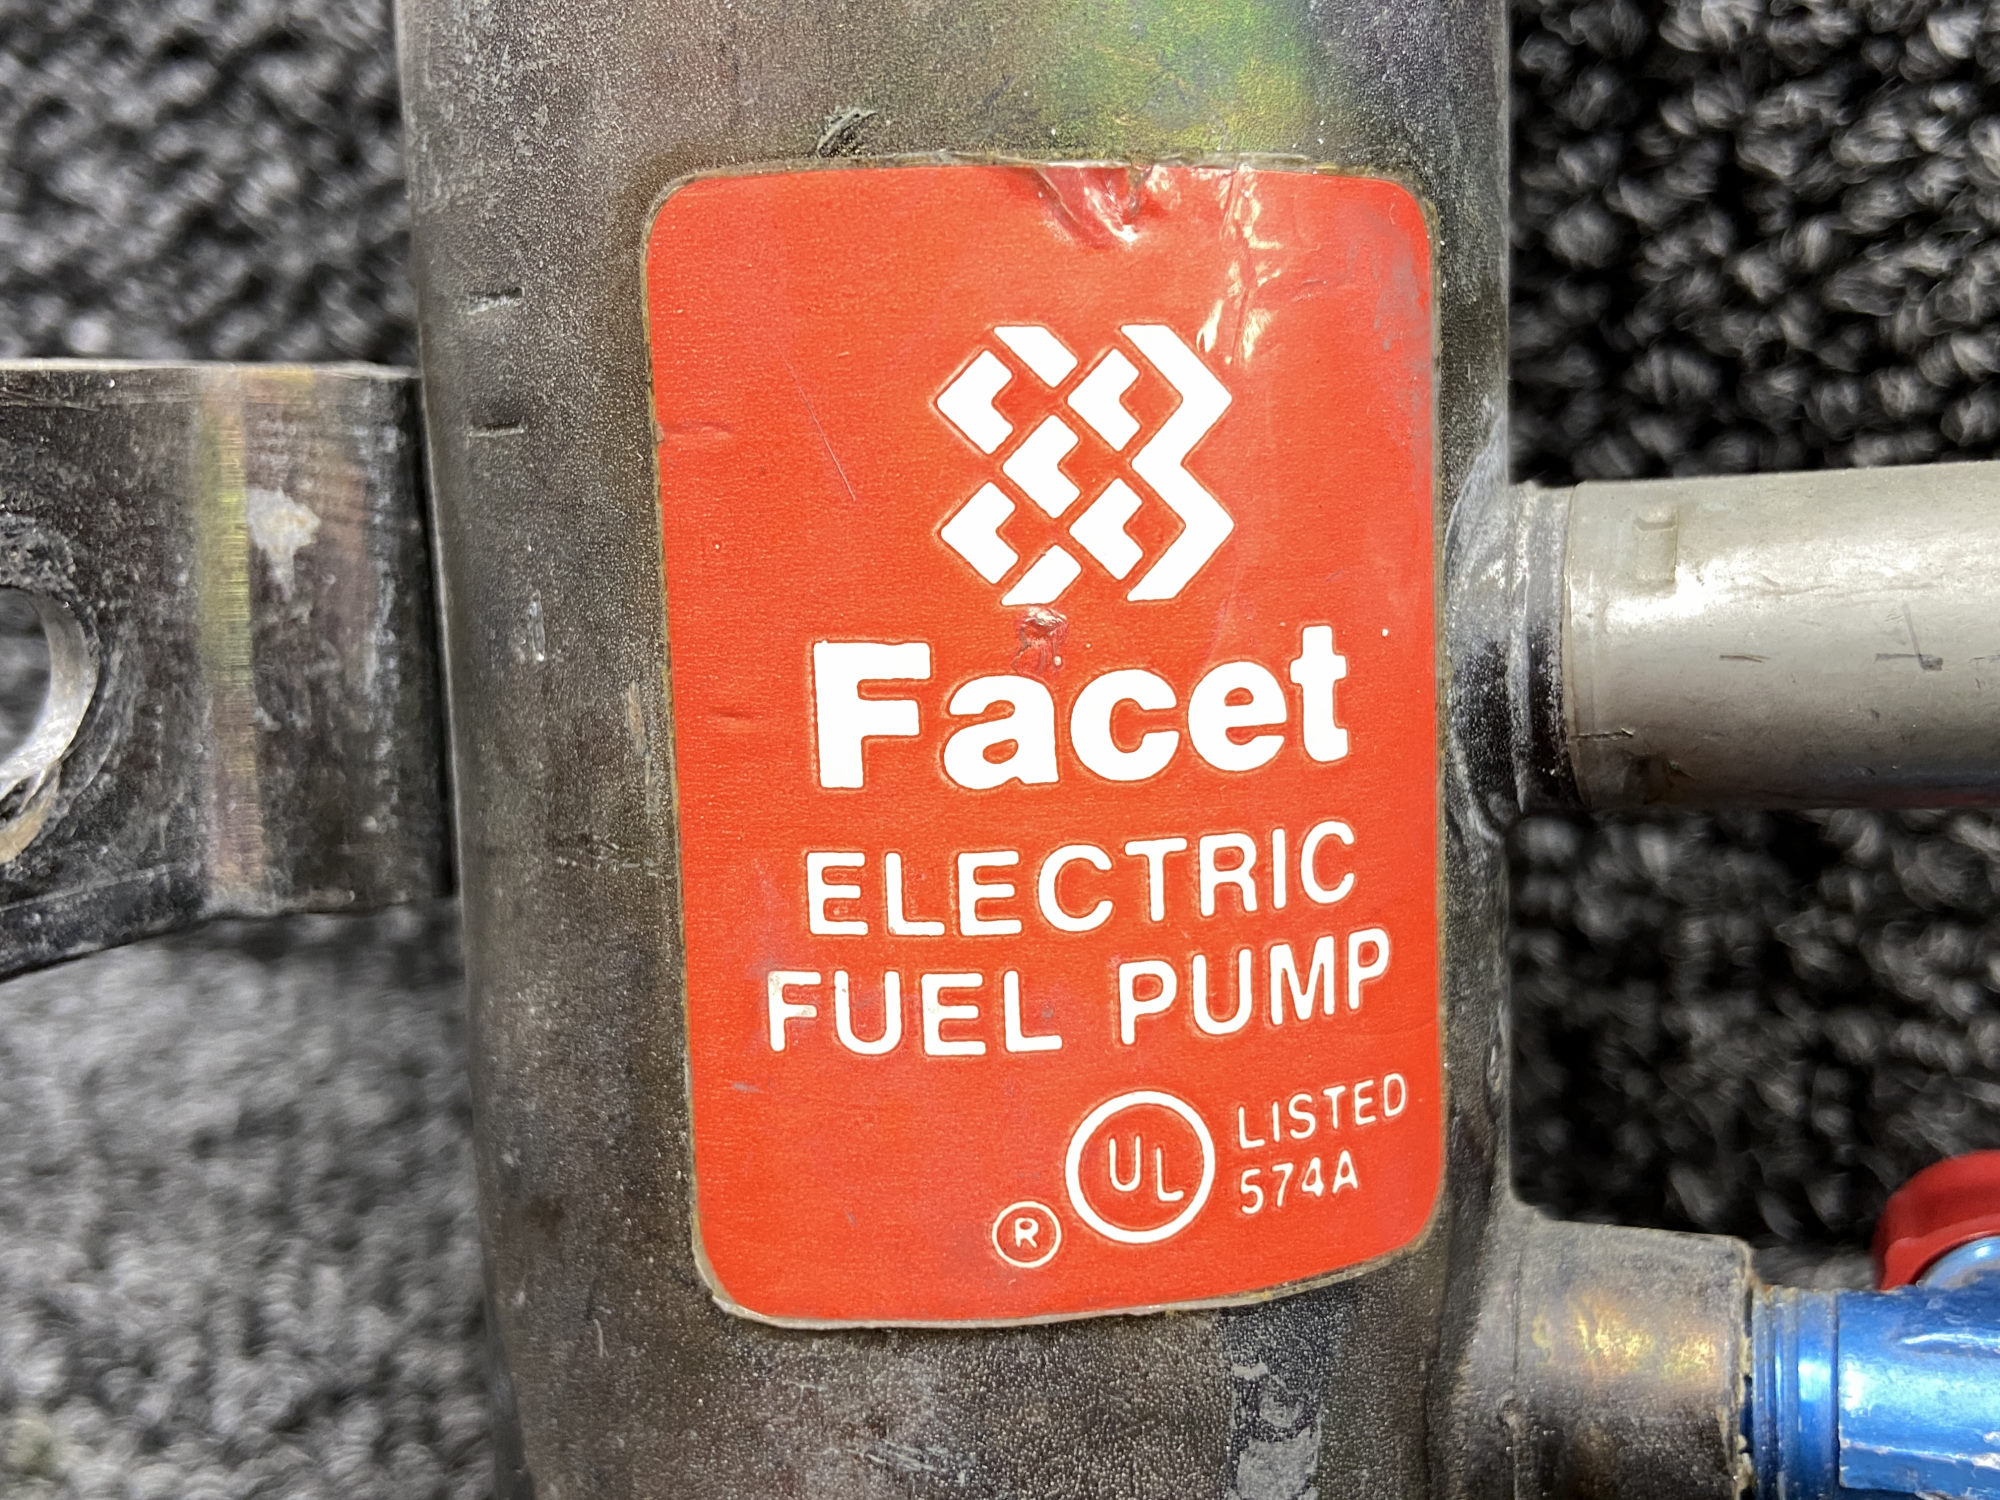 Facet
ELECTRIC
FUEL PUMP
UL LISTED
574A
®